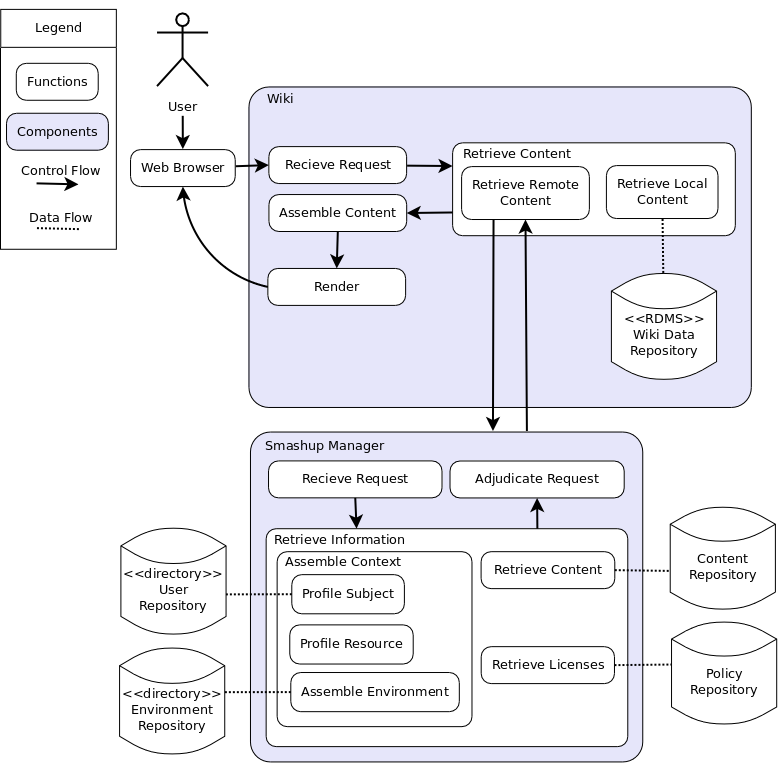 Legend
Functions
Components
Control Flow
Data Flow
User
Web Browser
Wiki
Recieve Request
Retrieve Content
Retrieve Remote
Content
Retrieve Local
Content
Assemble Content
Render
<<RDMS>>
Wiki Data
Repository
Smashup Manager
Recieve Request
Adjudicate Request
Retrieve Information
Assemble Context
Profile Subject
Profile Resource
Assemble Environment
Retrieve Content
Retrieve Licenses
<<directory>>
User
Repository
<<directory>>
Environment
Repository
Content
Repository
Policy
Repository